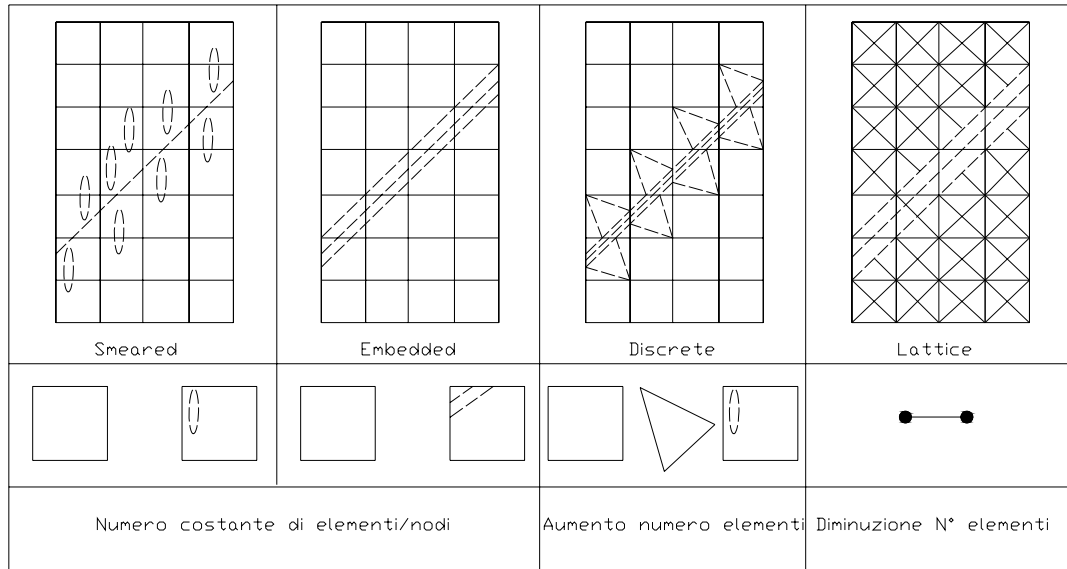 Smeared
Embedded
Discrete
Lattice
Numero costante di elementi/nodi
Aumento numero elementi
Diminuzione N° elementi